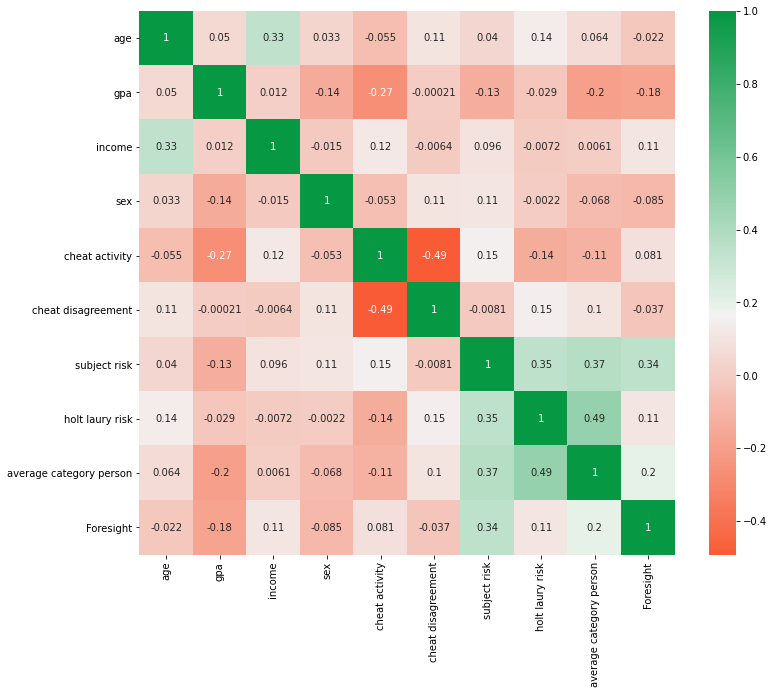 age 1 0.05 0.33 0.033 -0.055 0.11 0.04 0.14 0.064 -0.022
gpa 0.05 1 0.012 -0.14 -0.27 -0.00021 -0.13 -0.029 -0.2 -0.18
income 0.33 0.012 1 -0.015 0.12 -0.0064 0.096 -0.0072 0.0061 0.11
sex 0.033 -0.14 -0.015 1 -0.053 0.11 0.11 -0.0022 -0.068 -0.085
cheat activity -0.055 -0.27 0.12 -0.053 1 -0.49 0.15 -0.14 -0.11 0.081
cheat disagreement 0.11 -0.00021 -0.0064 0.11 -0.49 1 -0.0081 0.15 0.1 -0.037
subject risk 0.04 -0.13 0.096 0.11 0.15 -0.0081 1 0.35 0.37 0.34
holt laury risk 0.14 -0.029 -0.0072 -0.0022 -0.14 0.15 0.35 1 0.49 0.11
average category person 0.064 -0.2 0.0061 -0.068 -0.11 0.1 0.37 0.49 1 0.2
Foresight -0.022 -0.18 0.11 -0.085 0.081 -0.037 0.34 0.11 0.2 1
age
gpa
income
sex
cheat activity
cheat disagreement
subject risk
holt laury risk
average category person
Foresight
1.0
0.8
0.6
0.4
0.2
0.0
−0.2
−0.4